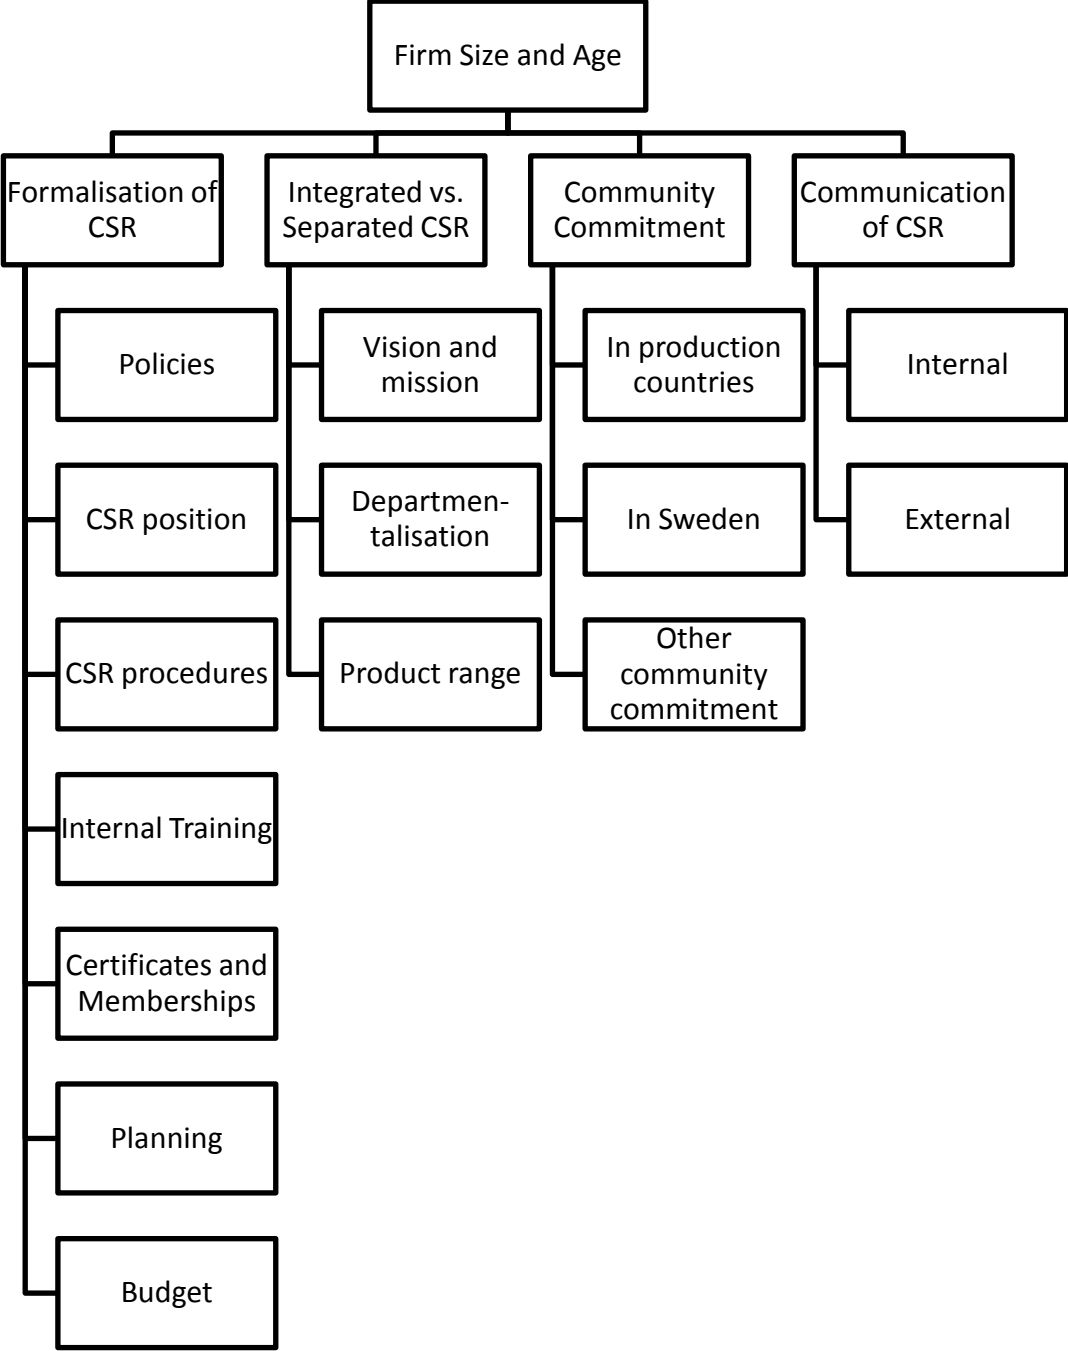 Firm Size and Age
Formalisation of
CSR
Integrated vs.
Separated CSR
Community
Commitment
Communication
of CSR
Policies
CSR position
CSR procedures
Internal Training
Certificates and
Memberships
Planning
Budget
Vision and
mission
Departmen-
talisation
Product range
In production
countries
In Sweden
Other
community
commitment
Internal
External